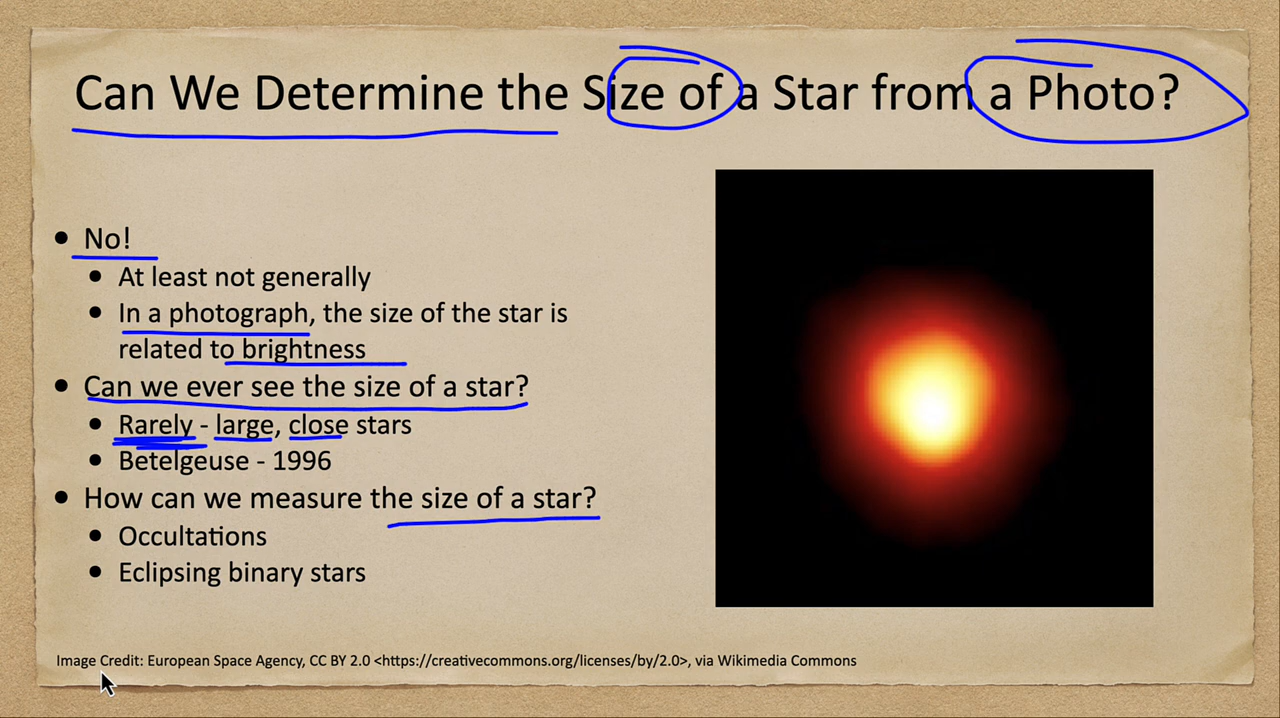 Can We Determine the Size of a Star from a Photo?
• No!
• At least not generally
• In a photograph, the size of the star is
related to brightness
• Can we ever see the size of a star?
• Rarely - large, close stars
• Betelgeuse - 1996
• How can we measure the size of a star?
• Occultations
• Eclipsing binary stars
Image Credit: European Space Agency, CC BY 2.0 <https://creativecommons.org/licenses/by/2.0>, via Wikimedia Commons